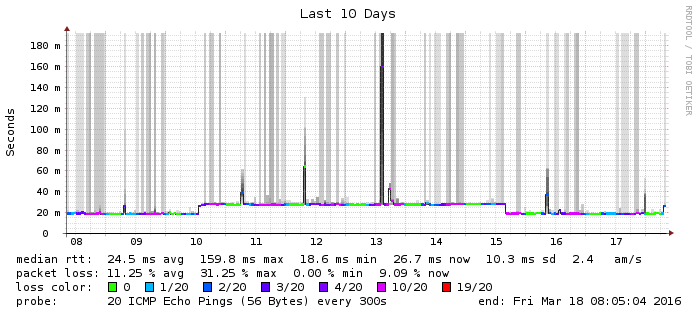 Last 10 Days
RRDTOOL / TOBI OETIKER
Seconds
180 m
160 m
140 m
120 m
100 m
80 m
60 m
40 m
20 m
0
08 09 10 11 12 13 14 15 16 17
median rtt: 24.5 ms avg 159.8 ms max 18.6 ms min 26.7 ms now 10.3 ms sd 2.4 am/s
packet loss: 11.25 % avg 31.25 % max 0.00 % min 9.09 % now
loss color: 0 1/20 2/20 3/20 4/20 10/20 19/20
probe: 20 ICMP Echo Pings (56 Bytes) every 300s end: Fri Mar 18 08:05:04 2016